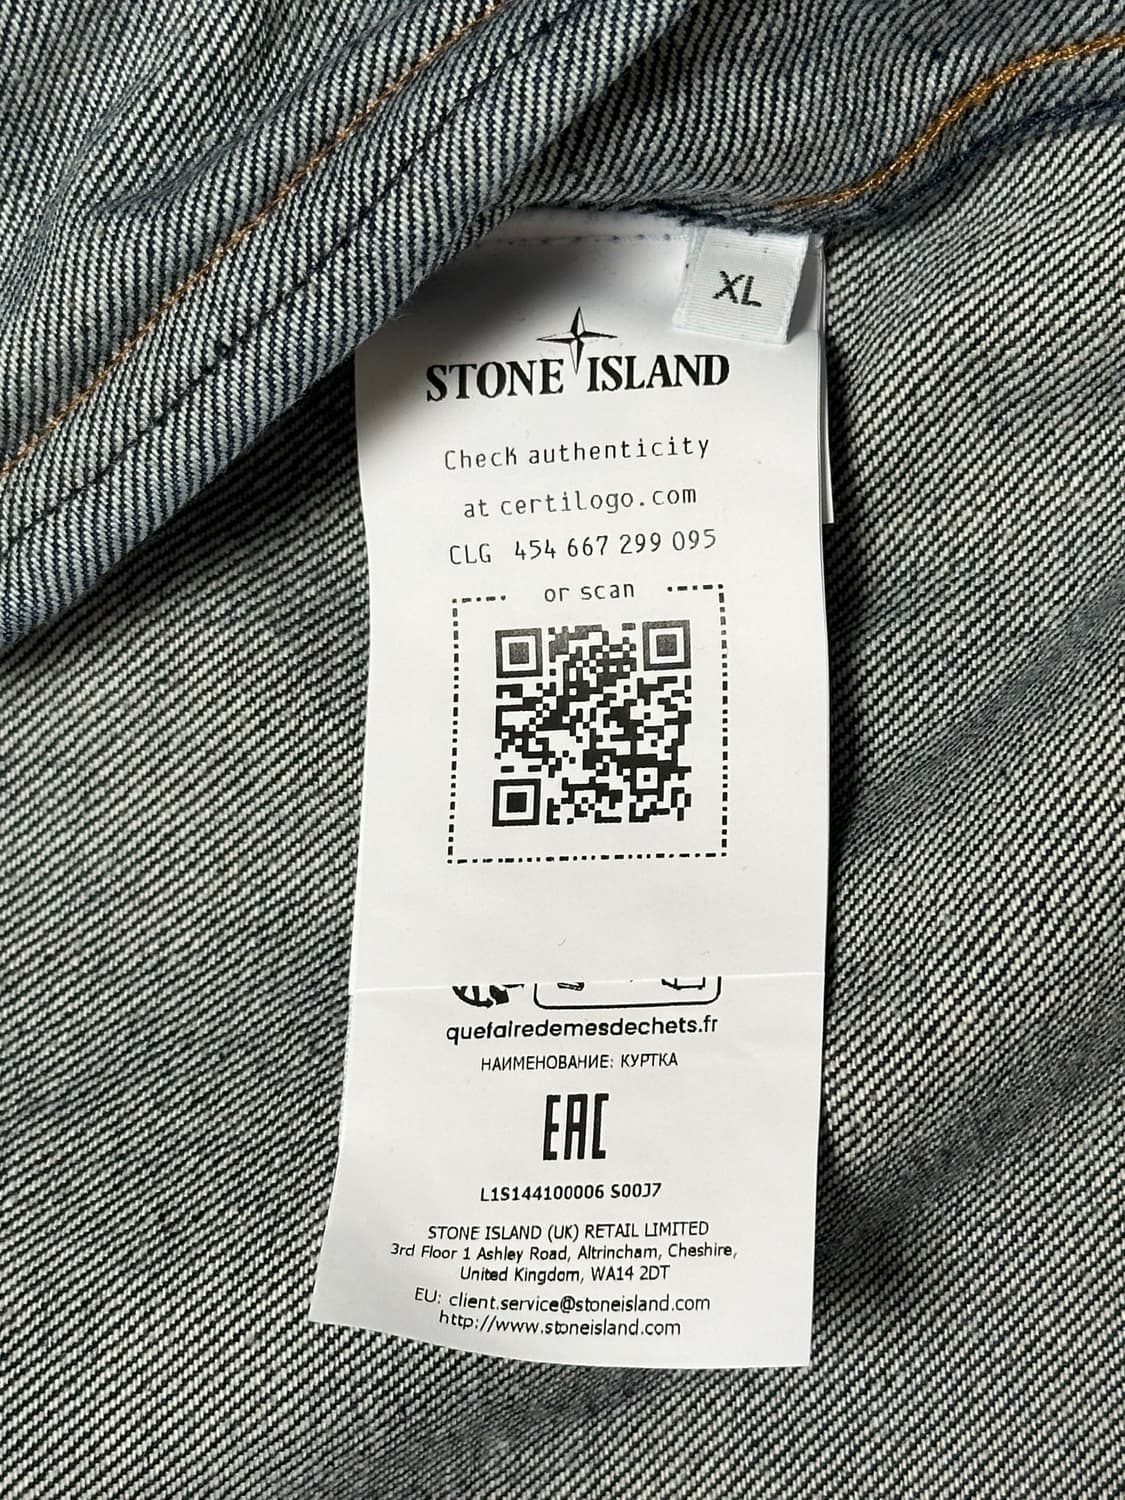 XL
STONE ISLAND
Check authenticity
at certilogo.com
CLG 454 667 299 095
or scan
quefairedemesdechets.fr
НАИМЕНОВАНИЕ: КУРТКА
EAC
L1S144100006 S00J7
STONE ISLAND (UK) RETAIL LIMITED
3rd Floor 1 Ashley Road, Altrincham, Cheshire,
United Kingdom, WA14 2DT
EU: client.service@stoneisland.com
http://www.stoneisland.com